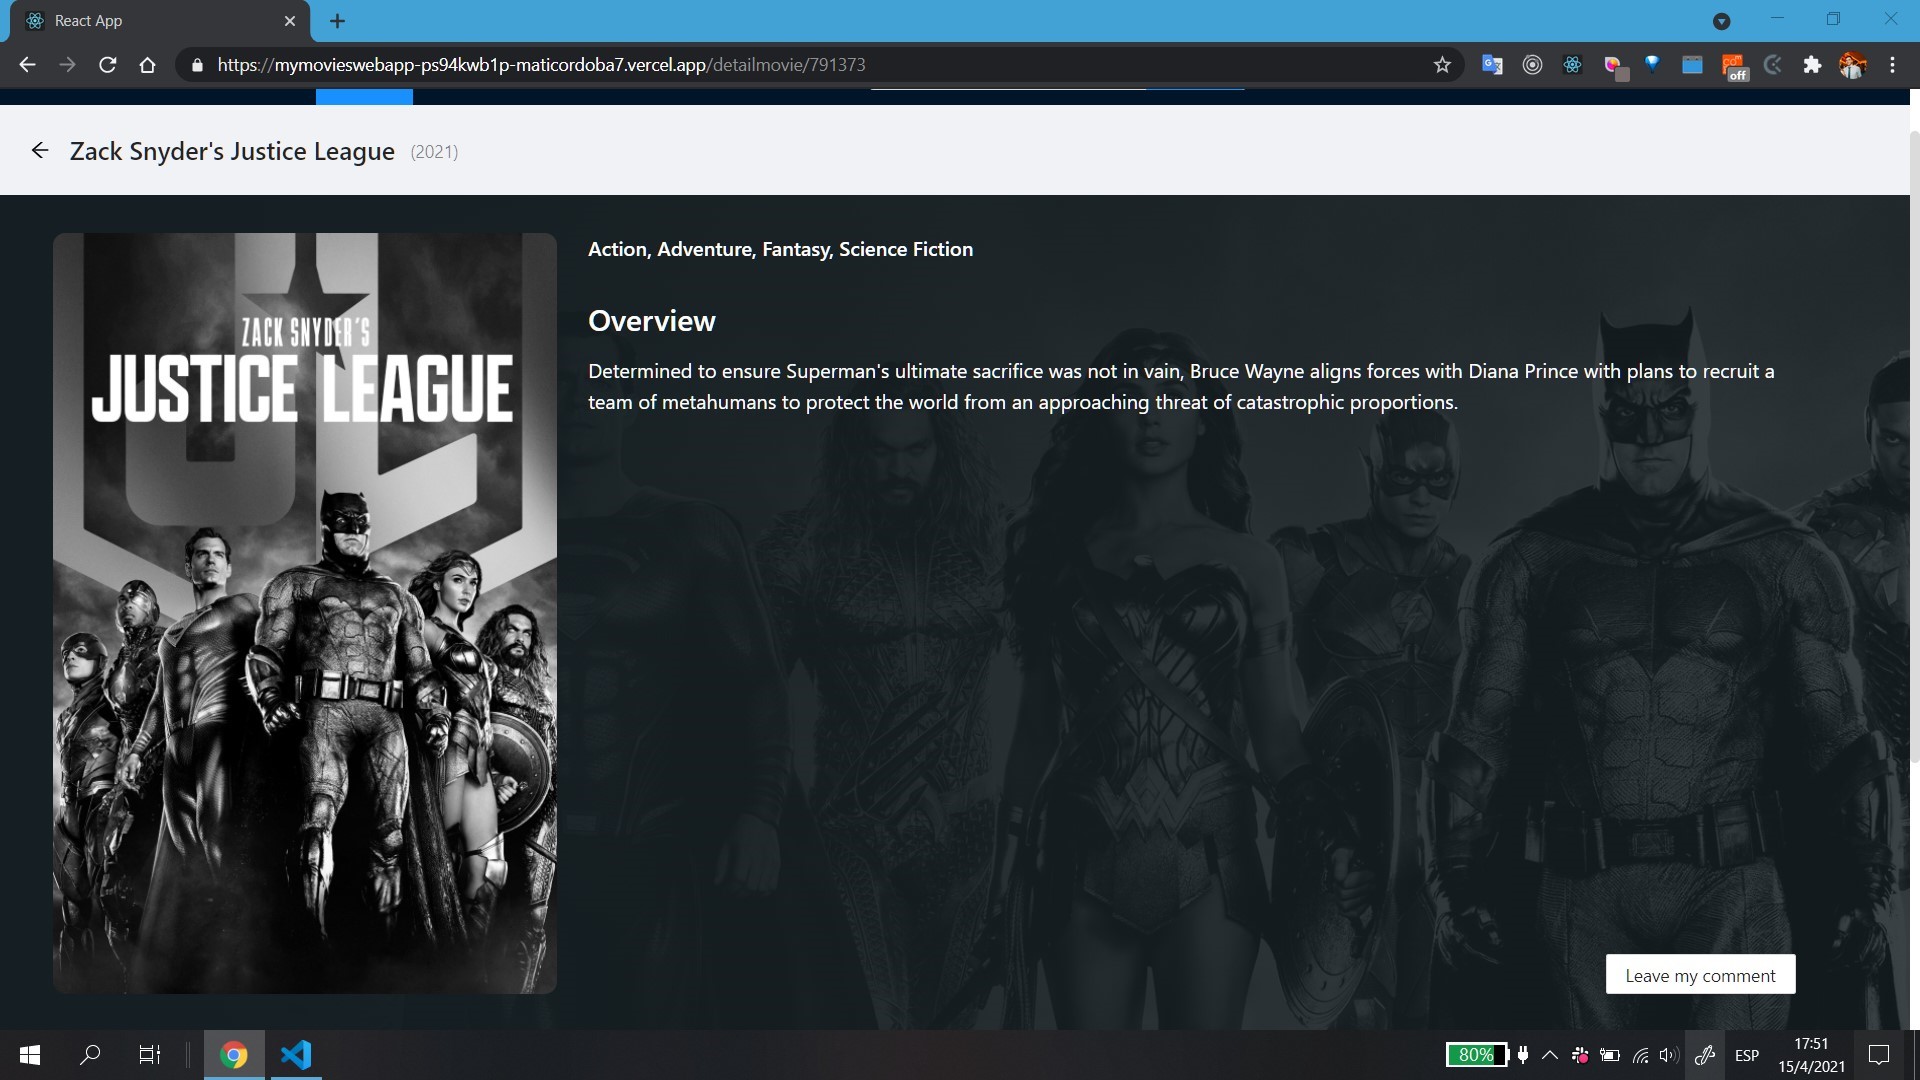 React App
https://mymovieswebapp-ps94kwb1p-maticordoba7.vercel.app/detailmovie/791373
off
Zack Snyder's Justice League (2021)
ZACK SNYDER'S
JUSTICE LEAGUE
Action, Adventure, Fantasy, Science Fiction
Overview
Determined to ensure Superman's ultimate sacrifice was not in vain, Bruce Wayne aligns forces with Diana Prince with plans to recruit a
team of metahumans to protect the world from an approaching threat of catastrophic proportions.
Leave my comment
80%
ESP
17:51
15/4/2021